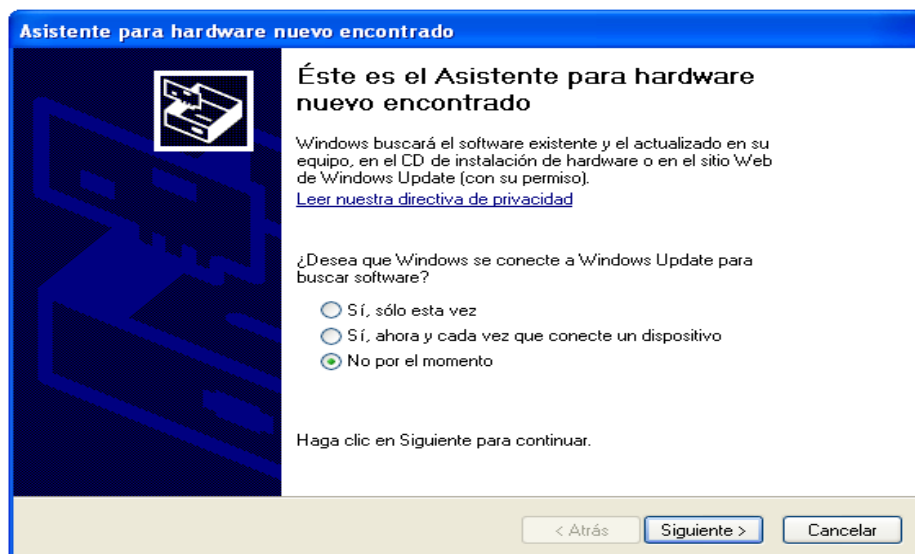 Asistente para hardware nuevo encontrado
Éste es el Asistente para hardware
nuevo encontrado
Windows buscará el software existente y el actualizado en su
equipo, en el CD de instalación de hardware o en el sitio Web
de Windows Update (con su permiso).
Leer nuestra directiva de privacidad
¿Desea que Windows se conecte a Windows Update para
buscar software?
Sí, sólo esta vez
Sí, ahora y cada vez que conecte un dispositivo
No por el momento
Haga clic en Siguiente para continuar.
< Atrás Siguiente > Cancelar